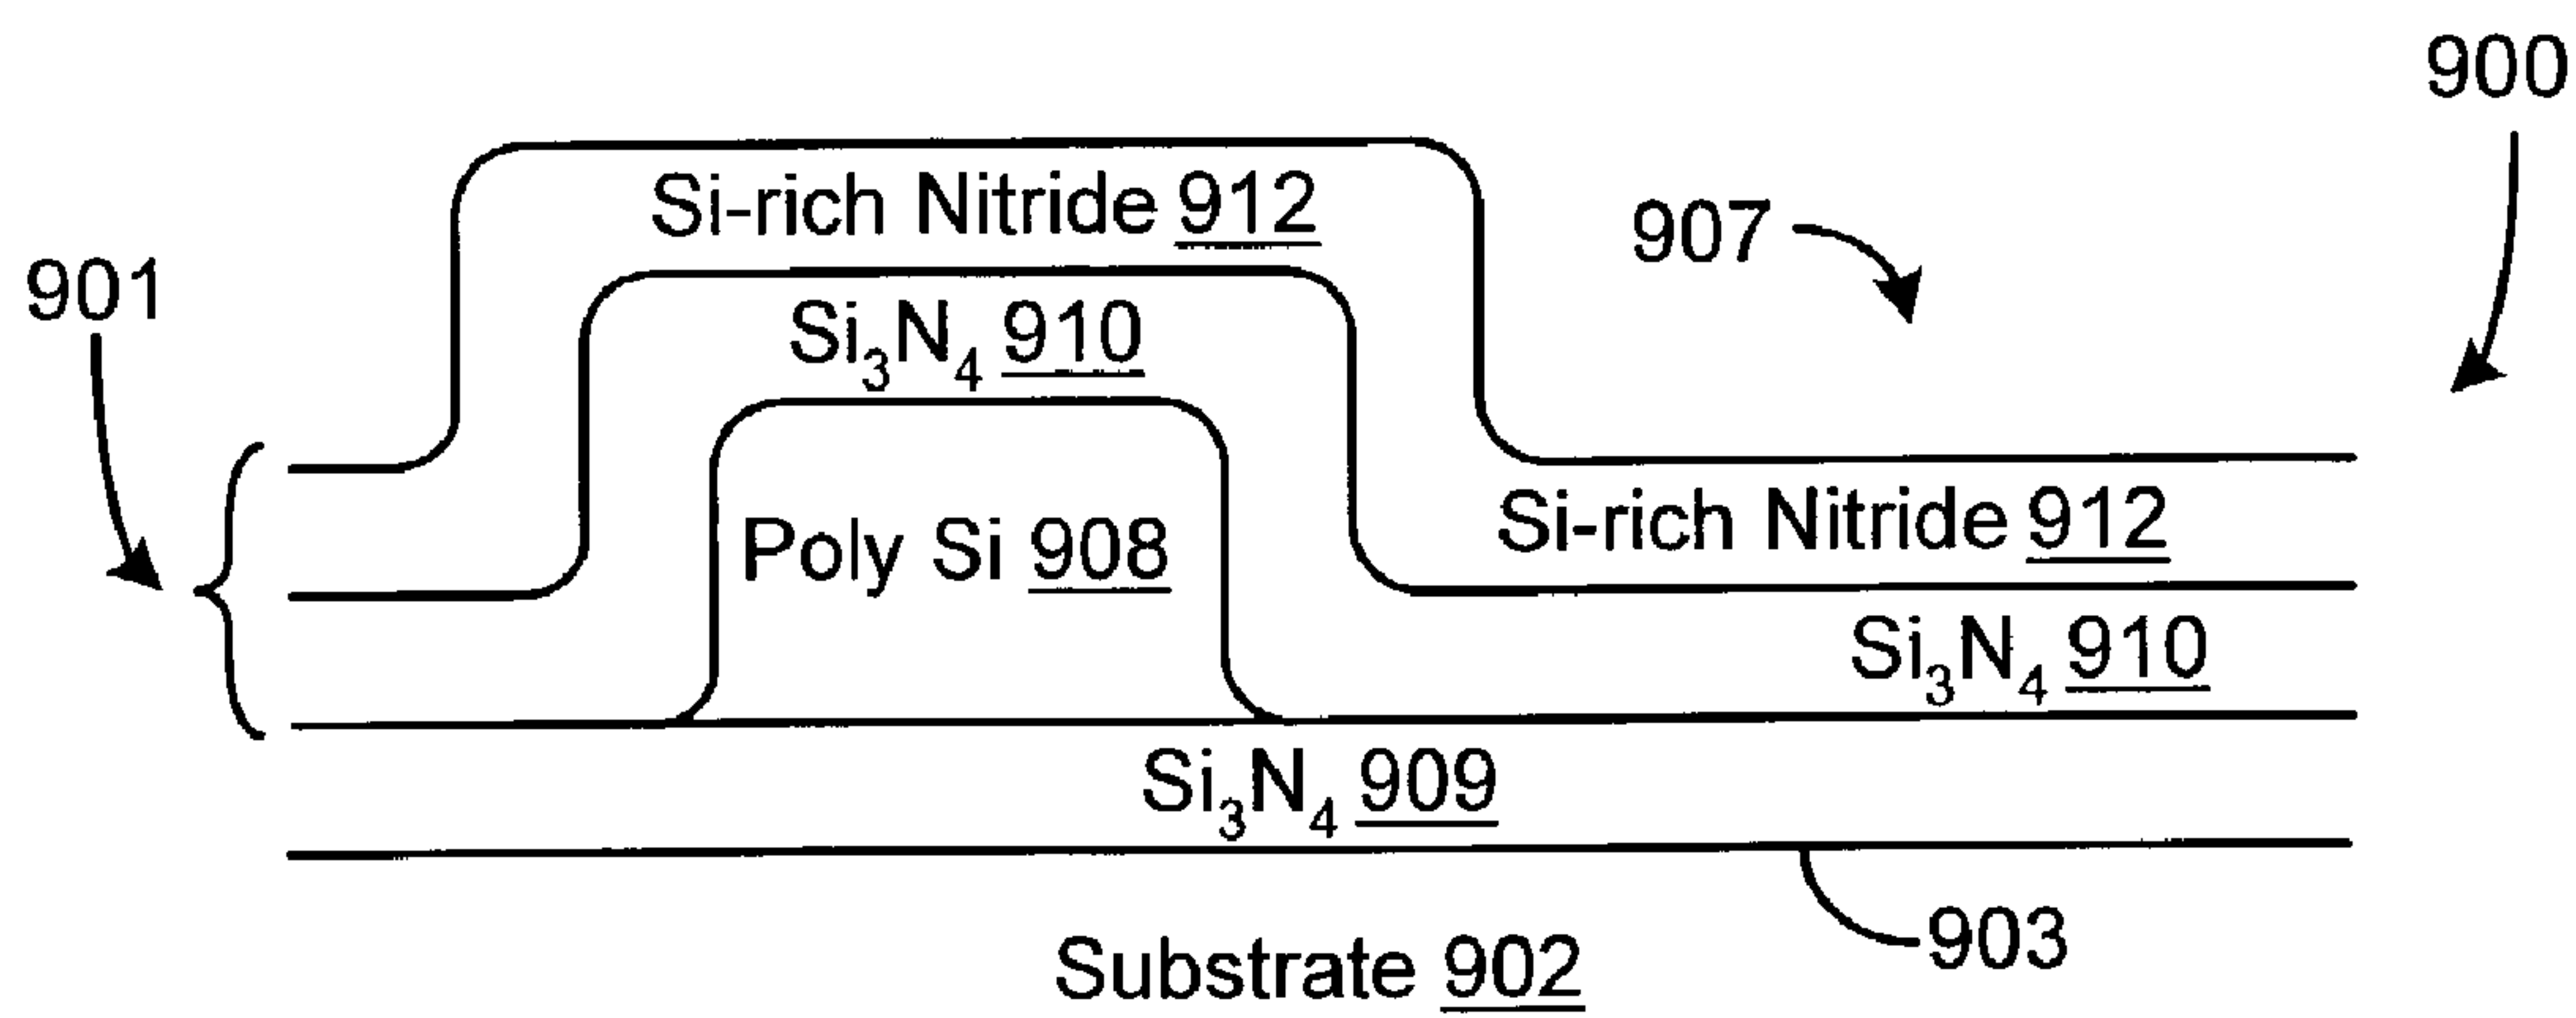 900
Si-rich Nitride 912
907
901
Si₃N₄ 910
Si-rich Nitride 912
Poly Si 908
Si₃N₄ 910
Si₃N₄ 909
903
Substrate 902